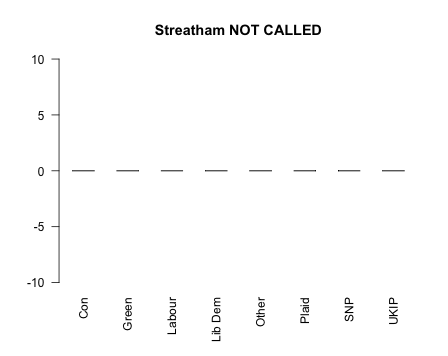 Streatham NOT CALLED
10
5
0
-5
-10
Con
Green
Labour
Lib Dem
Other
Plaid
SNP
UKIP